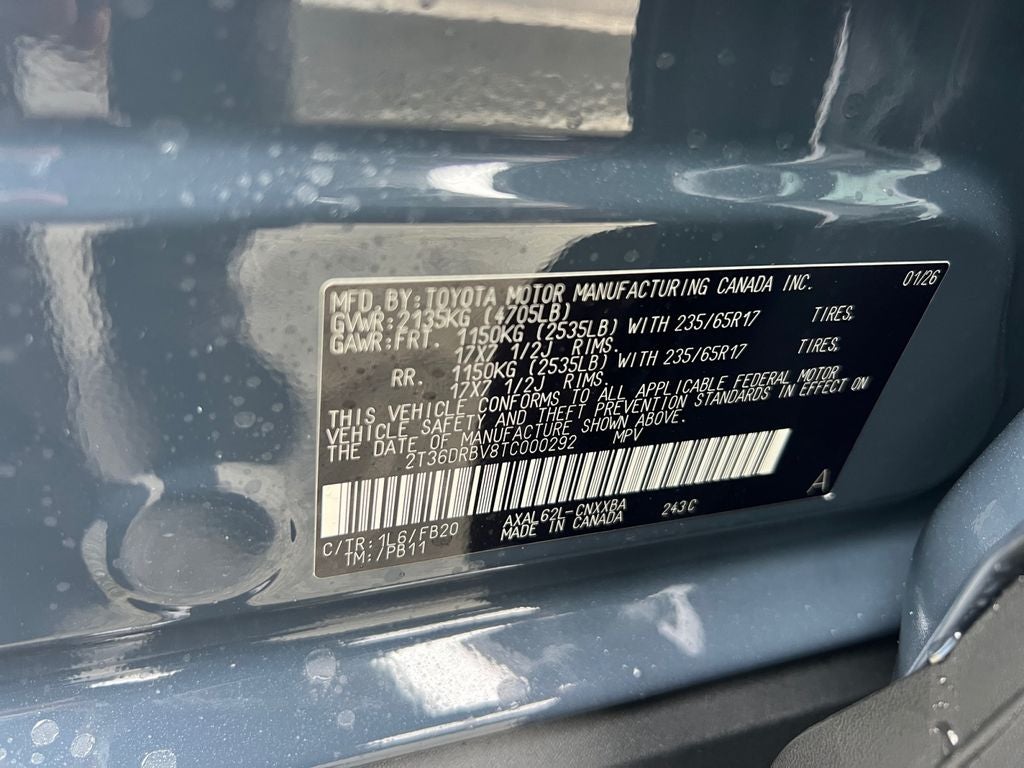 MFD. BY: TOYOTA MOTOR MANUFACTURING CANADA INC. 01/26
GVWR: 2135KG (4705LB)
GAWR: FRT. 1150KG (2535LB) WITH 235/65R17 TIRES,
17X7 1/2J RIMS.
RR. 1150KG (2535LB) WITH 235/65R17 TIRES,
17X7 1/2J RIMS.
THIS VEHICLE CONFORMS TO ALL APPLICABLE FEDERAL MOTOR
VEHICLE SAFETY AND THEFT PREVENTION STANDARDS IN EFFECT ON
THE DATE OF MANUFACTURE SHOWN ABOVE.
2T36DRBV8TC000292 MPV
A
C/TR: 1L6/FB20 AXAL62L-CNXXBA 243C
TM: /PB11 MADE IN CANADA